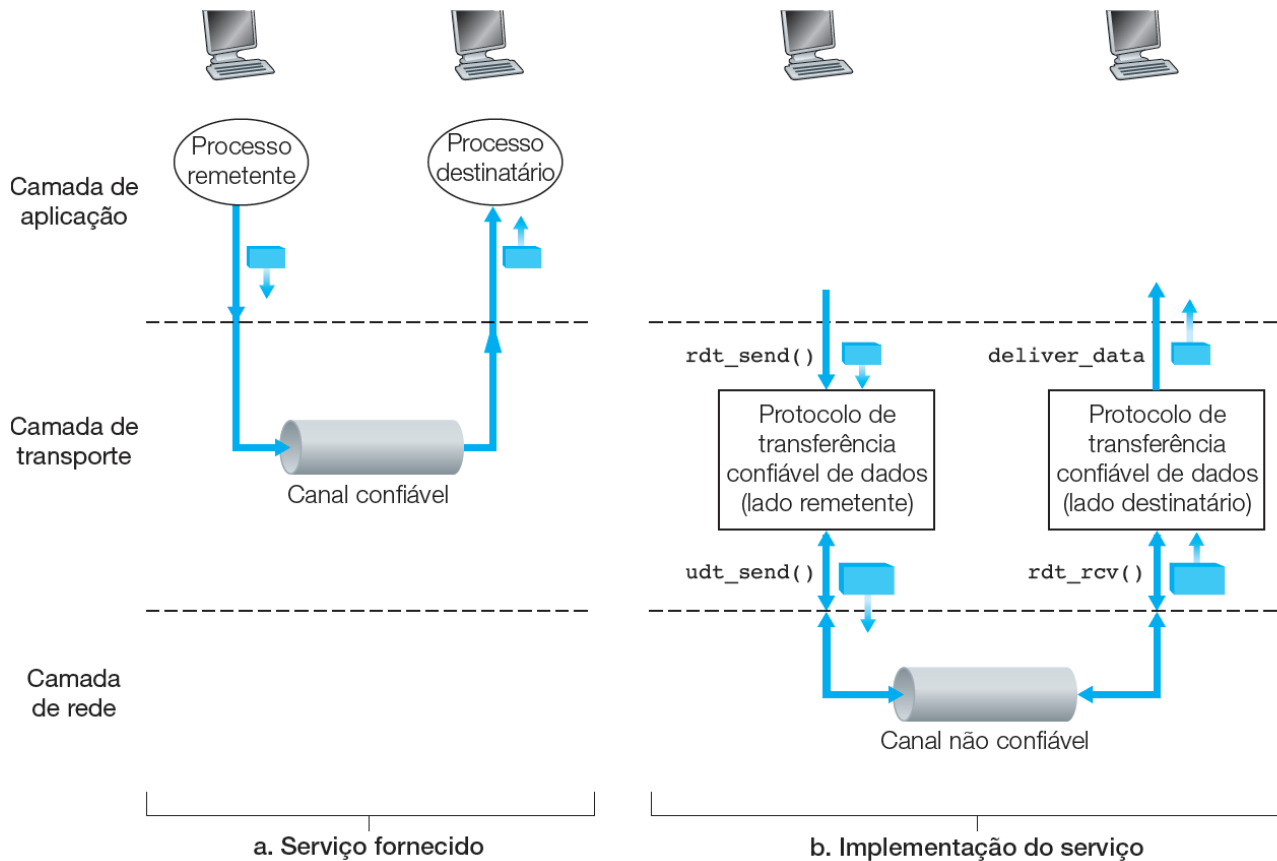 Processo
remetente
Processo
destinatário
Camada de
aplicação
Camada de
transporte
Canal confiável
rdt_send()
deliver_data
Protocolo de
transferência
confiável de dados
(lado remetente)
Protocolo de
transferência
confiável de dados
(lado destinatário)
udt_send()
rdt_rcv()
Camada
de rede
Canal não confiável
a. Serviço fornecido
b. Implementação do serviço